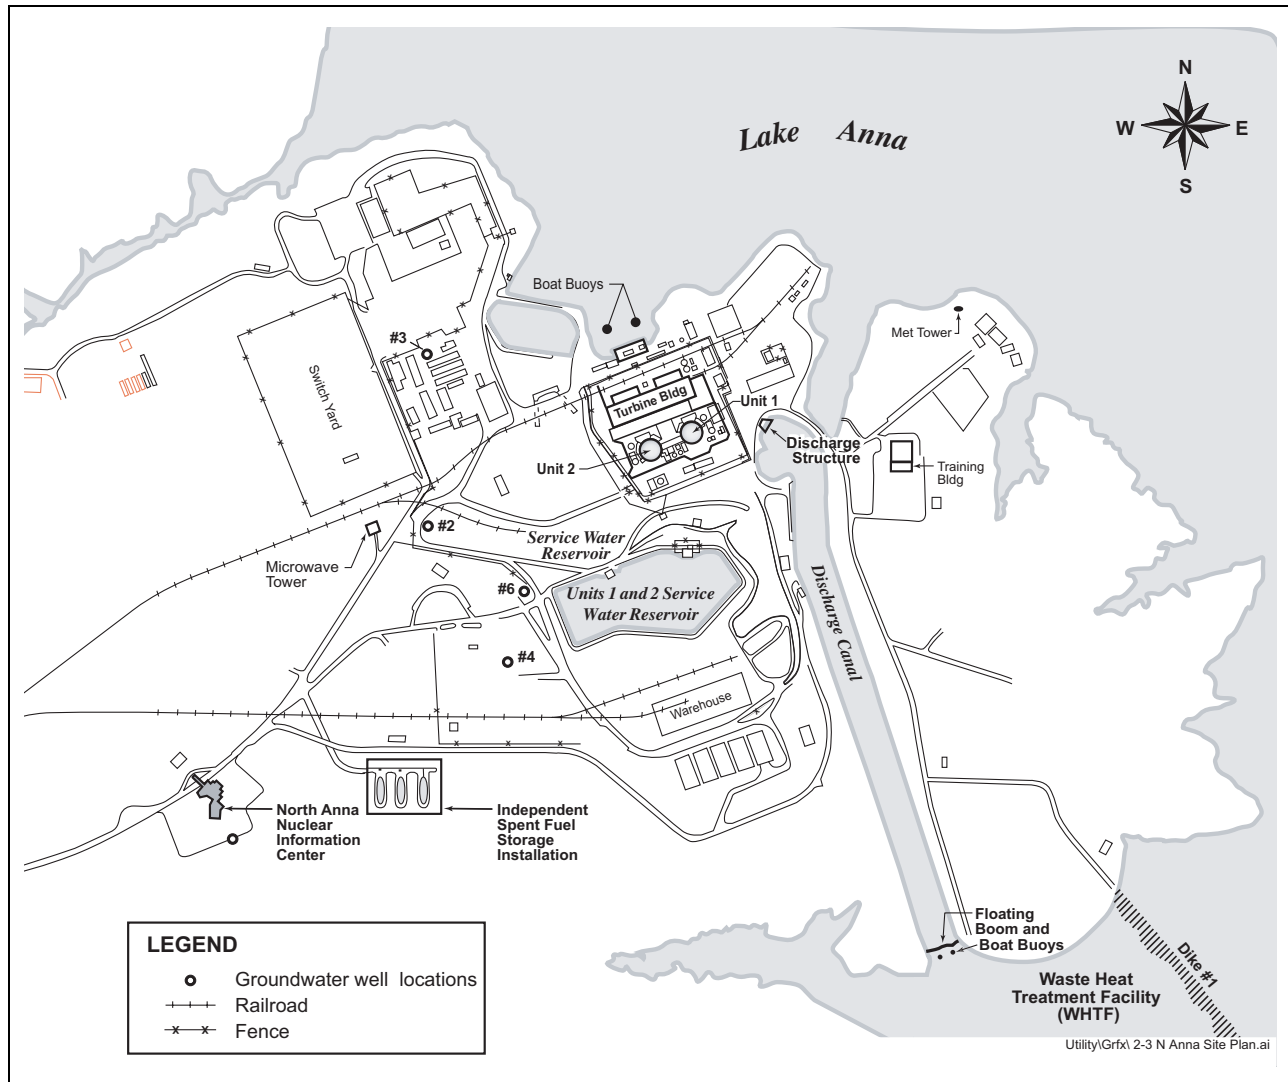 N
W E
S
Lake Anna
Boat Buoys
Met Tower
#3
Switch Yard
Turbine Bldg
Unit 1
Unit 2
Discharge
Structure
Training
Bldg
#2
Service Water
Reservoir
Microwave
Tower
#6
Units 1 and 2 Service
Water Reservoir
Discharge Canal
#4
Warehouse
North Anna
Nuclear
Information
Center
Independent
Spent Fuel
Storage
Installation
Floating
Boom and
Boat Buoys
Dike #1
Waste Heat
Treatment Facility
(WHTF)
LEGEND
Groundwater well locations
Railroad
Fence
Utility\Grfx\ 2-3 N Anna Site Plan.ai